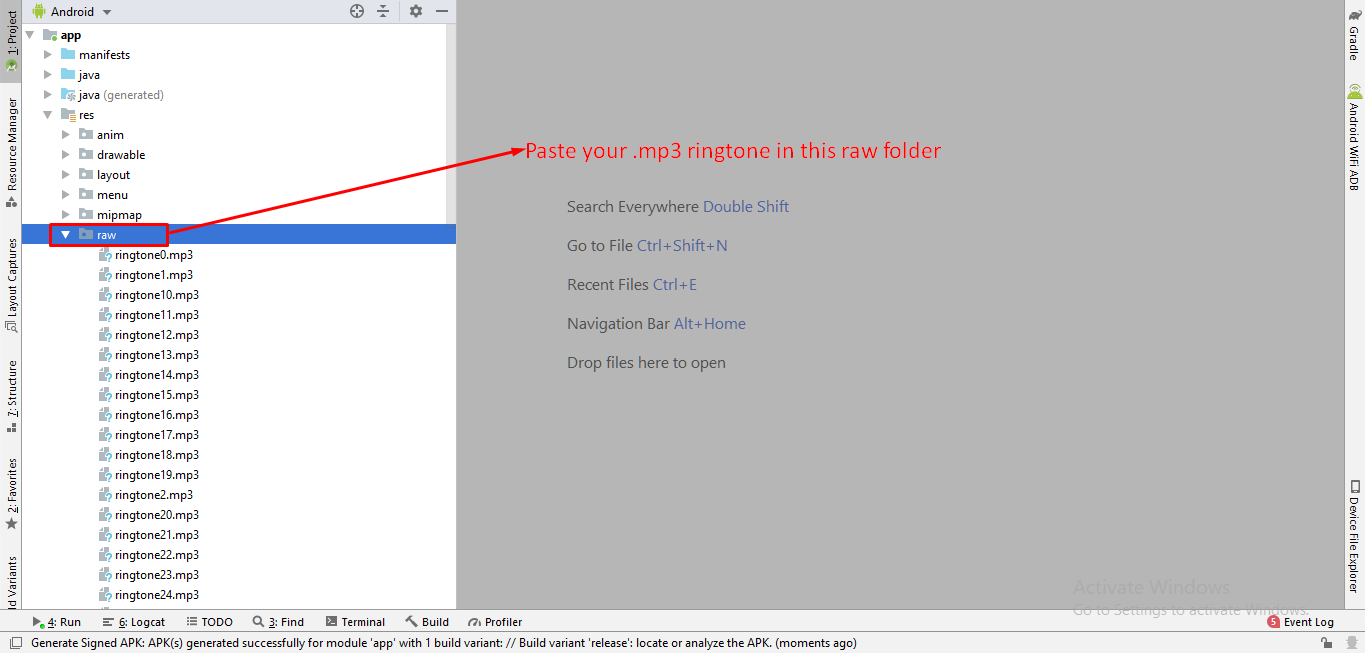 Android
1: Project
Resource Manager
Layout Captures
7: Structure
2: Favorites
ld Variants
app
manifests
java
java (generated)
res
anim
drawable
layout
menu
mipmap
raw
ringtone0.mp3
ringtone1.mp3
ringtone10.mp3
ringtone11.mp3
ringtone12.mp3
ringtone13.mp3
ringtone14.mp3
ringtone15.mp3
ringtone16.mp3
ringtone17.mp3
ringtone18.mp3
ringtone19.mp3
ringtone2.mp3
ringtone20.mp3
ringtone21.mp3
ringtone22.mp3
ringtone23.mp3
ringtone24.mp3
Paste your .mp3 ringtone in this raw folder
Search Everywhere Double Shift
Go to File Ctrl+Shift+N
Recent Files Ctrl+E
Navigation Bar Alt+Home
Drop files here to open
Activate Windows
Go to Settings to activate Windows.
Gradle
Android WiFi ADB
Device File Explorer
4: Run 6: Logcat TODO 3: Find Terminal Build Profiler 5 Event Log
Generate Signed APK: APK(s) generated successfully for module 'app' with 1 build variant: // Build variant 'release': locate or analyze the APK. (moments ago)